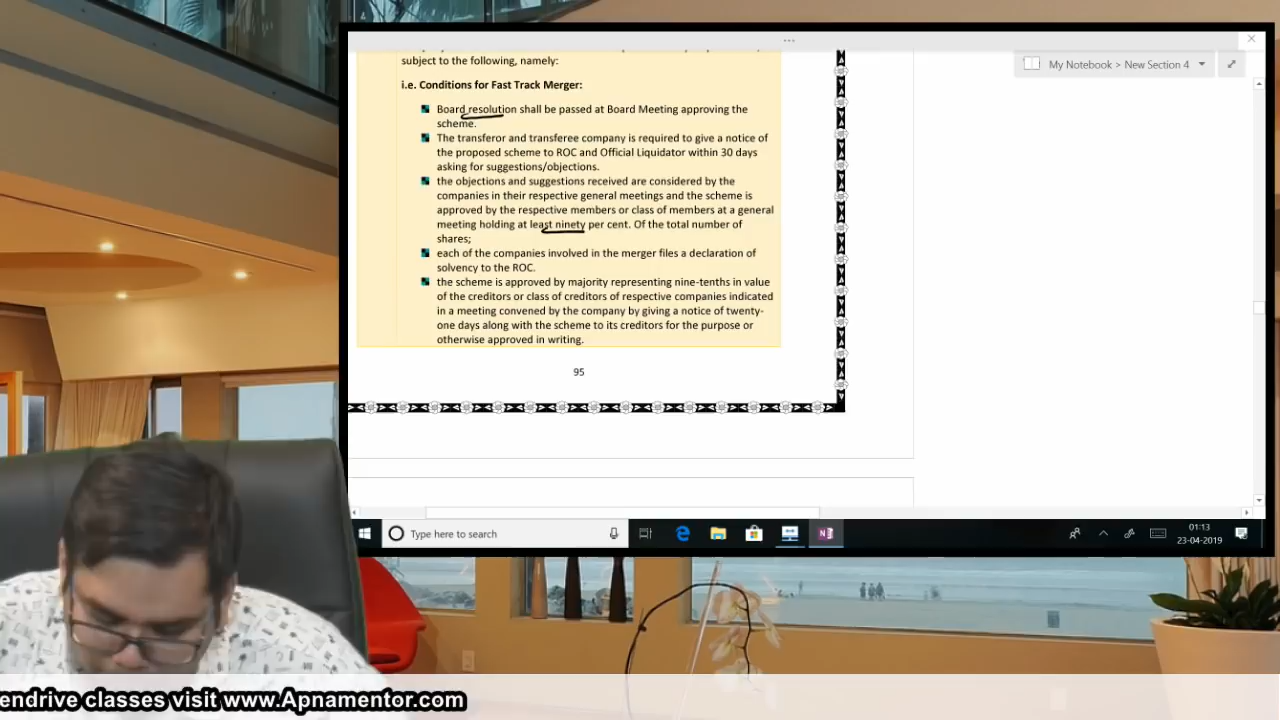 subject to the following, namely:
i.e. Conditions for Fast Track Merger:
Board resolution shall be passed at Board Meeting approving the
scheme.
The transferor and transferee company is required to give a notice of
the proposed scheme to ROC and Official Liquidator within 30 days
asking for suggestions/objections.
the objections and suggestions received are considered by the
companies in their respective general meetings and the scheme is
approved by the respective members or class of members at a general
meeting holding at least ninety per cent. Of the total number of
shares;
each of the companies involved in the merger files a declaration of
solvency to the ROC.
the scheme is approved by majority representing nine-tenths in value
of the creditors or class of creditors of respective companies indicated
in a meeting convened by the company by giving a notice of twenty-
one days along with the scheme to its creditors for the purpose or
otherwise approved in writing.
95
My Notebook > New Section 4
Type here to search
01:13
23-04-2019
endrive classes visit www.Apnamentor.com